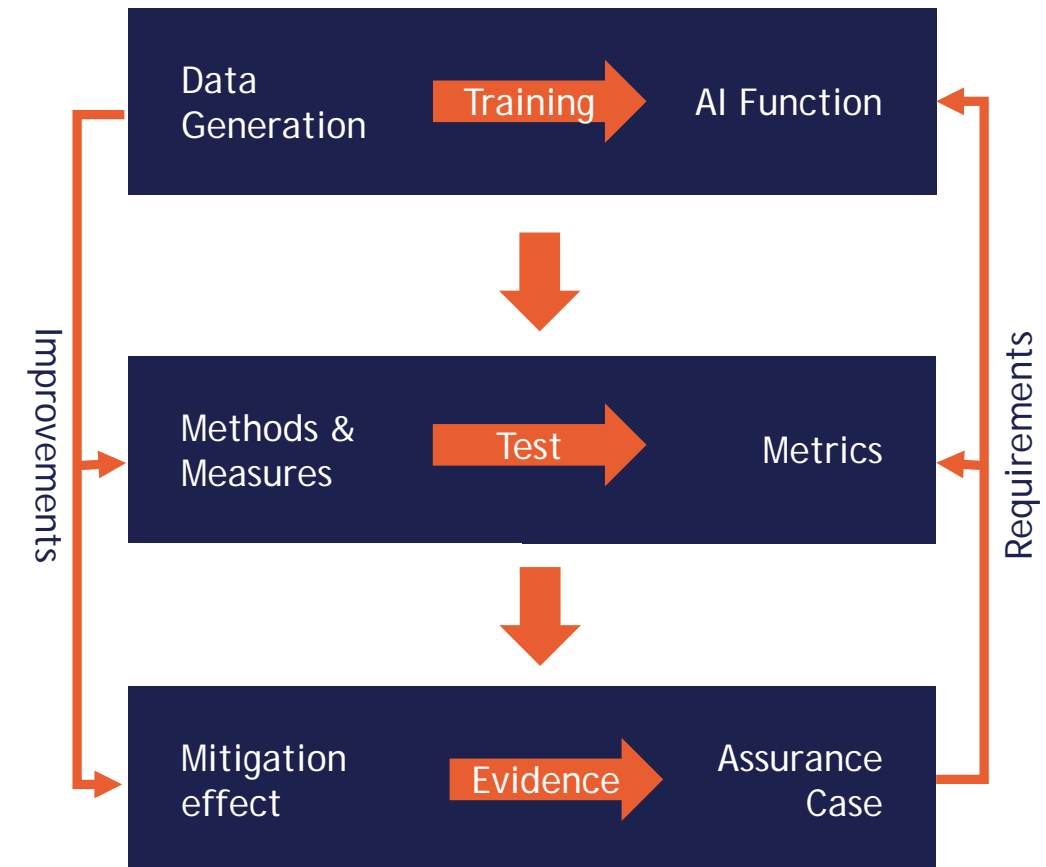 Data
Generation
Training
AI Function
Improvements
Requirements
Methods &
Measures
Test
Metrics
Mitigation
effect
Evidence
Assurance
Case